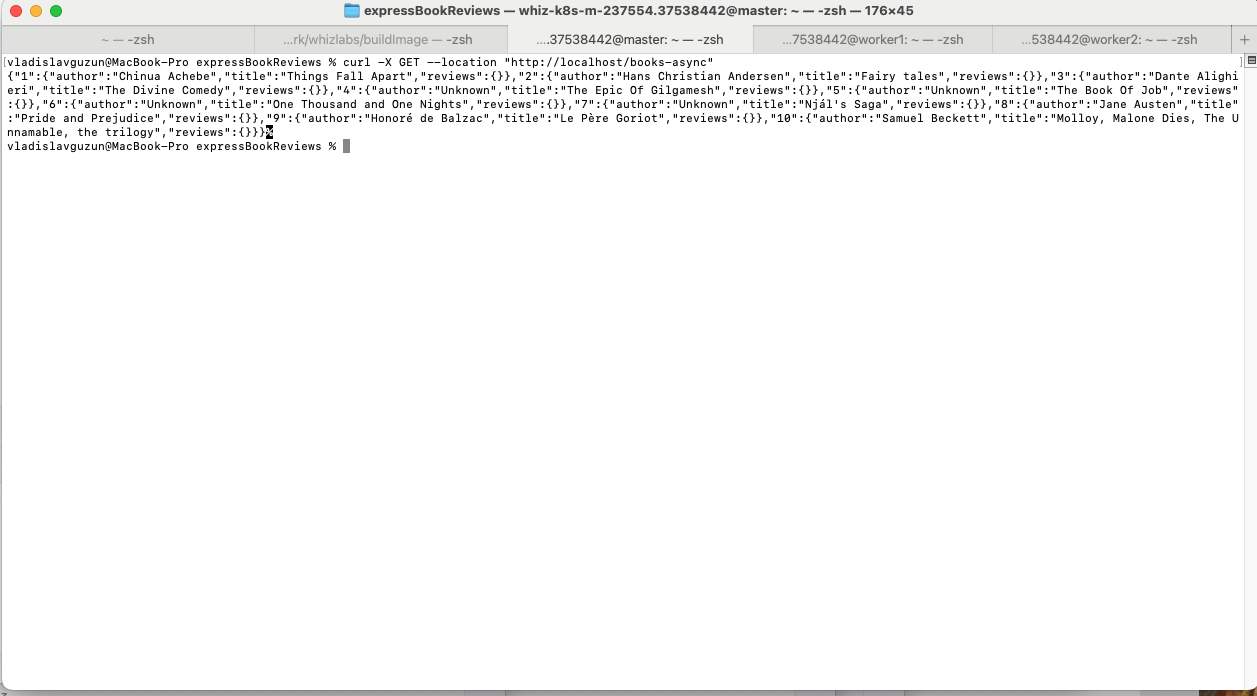 expressBookReviews — whiz-k8s-m-237554.37538442@master: ~ — -zsh — 176×45
~ — -zsh
...rk/whizlabs/buildImage — -zsh
....37538442@master: ~ — -zsh
...7538442@worker1: ~ — -zsh
...538442@worker2: ~ — -zsh
+
[vladislavguzun@MacBook-Pro expressBookReviews % curl -X GET --location "http://localhost/books-async" ]
{"1":{"author":"Chinua Achebe","title":"Things Fall Apart","reviews":{}},"2":{"author":"Hans Christian Andersen","title":"Fairy tales","reviews":{}},"3":{"author":"Dante Alighi
eri","title":"The Divine Comedy","reviews":{}},"4":{"author":"Unknown","title":"The Epic Of Gilgamesh","reviews":{}},"5":{"author":"Unknown","title":"The Book Of Job","reviews"
:{}},"6":{"author":"Unknown","title":"One Thousand and One Nights","reviews":{}},"7":{"author":"Unknown","title":"Njál's Saga","reviews":{}},"8":{"author":"Jane Austen","title"
:"Pride and Prejudice","reviews":{}},"9":{"author":"Honoré de Balzac","title":"Le Père Goriot","reviews":{}},"10":{"author":"Samuel Beckett","title":"Molloy, Malone Dies, The U
nnamable, the trilogy","reviews":{}}}%
vladislavguzun@MacBook-Pro expressBookReviews %